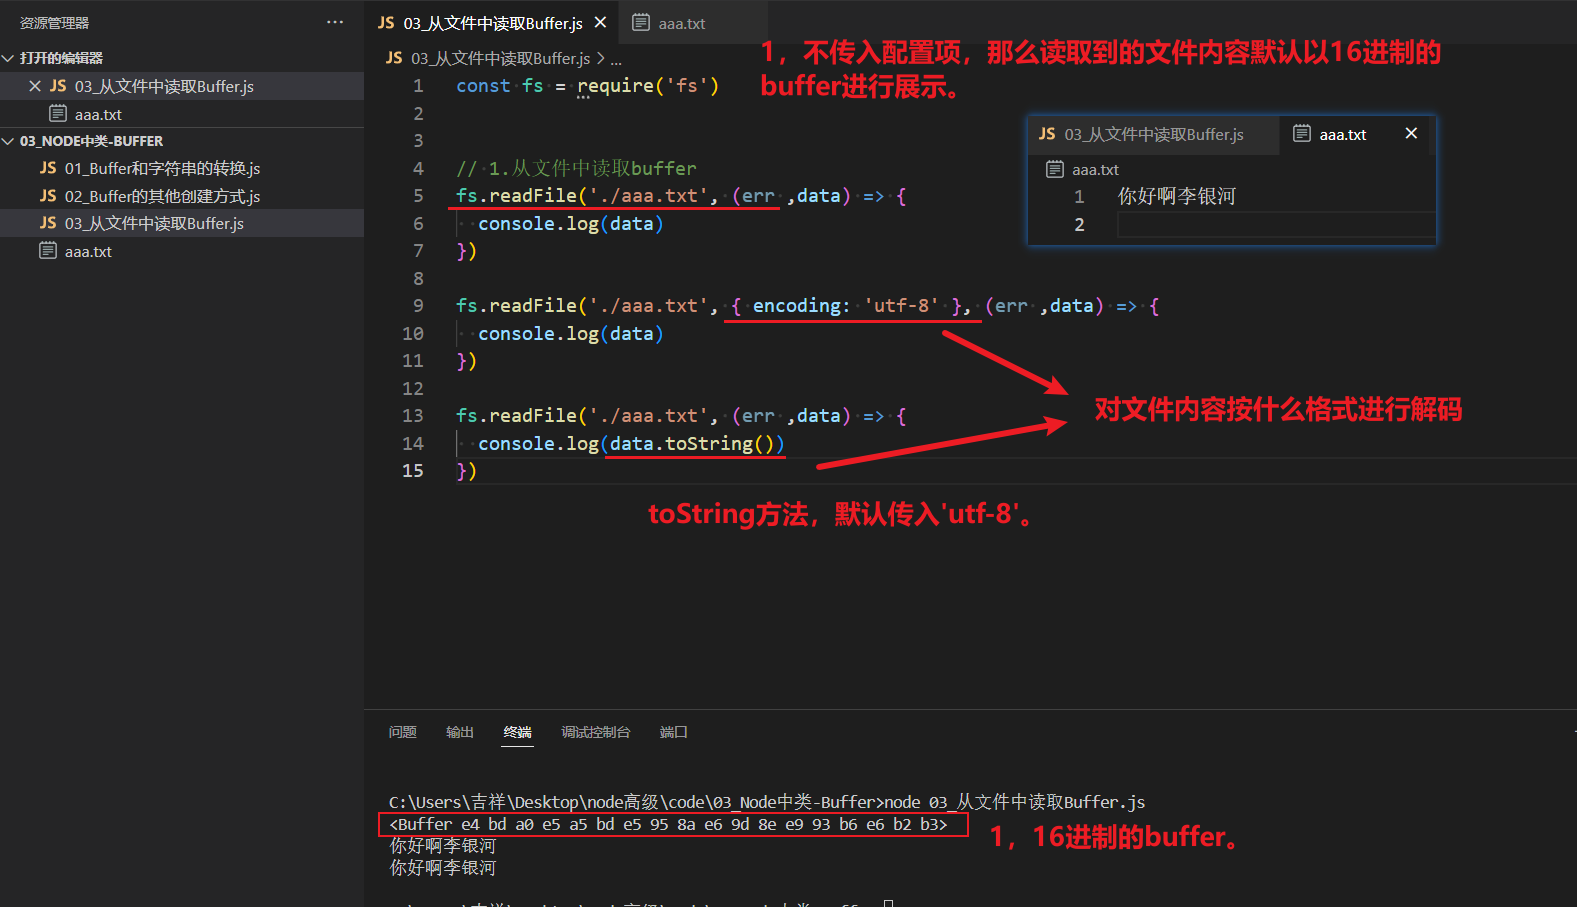 资源管理器 ···
打开的编辑器
JS 03_从文件中读取Buffer.js
aaa.txt
03_NODE中类-BUFFER
JS 01_Buffer和字符串的转换.js
JS 02_Buffer的其他创建方式.js
JS 03_从文件中读取Buffer.js
aaa.txt
JS 03_从文件中读取Buffer.js
aaa.txt
JS 03_从文件中读取Buffer.js > ...
1，不传入配置项，那么读取到的文件内容默认以16进制的
buffer进行展示。
1 const fs = require('fs')
2
3
4 // 1.从文件中读取buffer
5 fs.readFile('./aaa.txt', (err ,data) => {
6 console.log(data)
7 })
8
9 fs.readFile('./aaa.txt', { encoding: 'utf-8' }, (err ,data) => {
10 console.log(data)
11 })
12
13 fs.readFile('./aaa.txt', (err ,data) => {
14 console.log(data.toString())
15 })
JS 03_从文件中读取Buffer.js
aaa.txt
aaa.txt
1 你好啊李银河
2
对文件内容按什么格式进行解码
toString方法，默认传入'utf-8'。
问题 输出 终端 调试控制台 端口
C:\Users\吉祥\Desktop\node高级\code\03_Node中类-Buffer>node 03_从文件中读取Buffer.js
<Buffer e4 bd a0 e5 a5 bd e5 95 8a e6 9d 8e e9 93 b6 e6 b2 b3>
1，16进制的buffer。
你好啊李银河
你好啊李银河